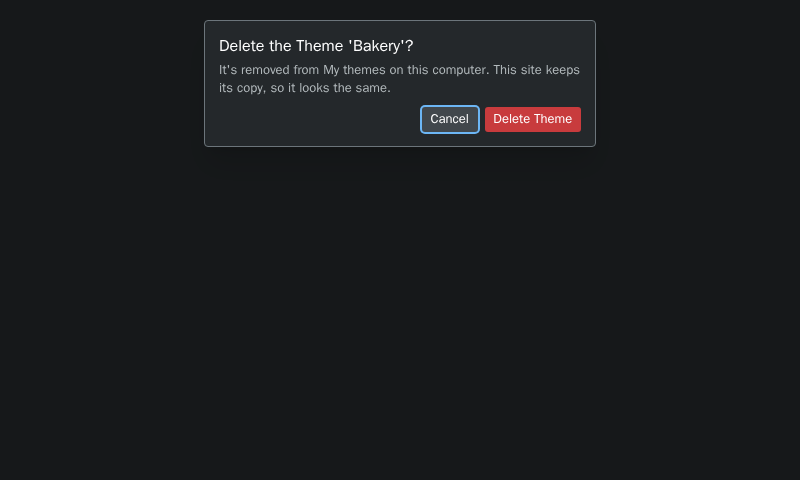 Delete the Theme 'Bakery'?
It's removed from My themes on this computer. This site keeps
its copy, so it looks the same.
Cancel
Delete Theme